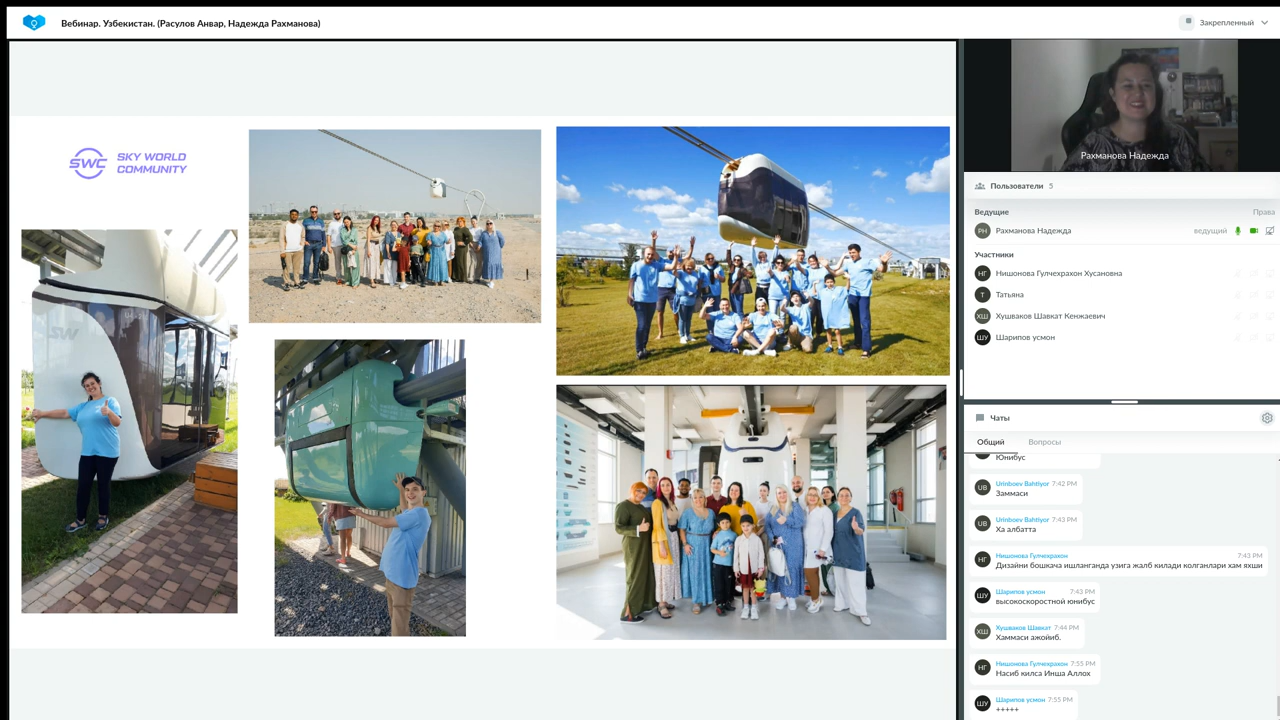 Вебинар. Узбекистан. (Расулов Анвар, Надежда Рахманова)
Закрепленный
SWC SKY WORLD
COMMUNITY
Рахманова Надежда
Пользователи 5
Ведущие Права
РН Рахманова Надежда ведущий
Участники
НГ Нишонова Гулчехрахон Хусановна
Т Татьяна
ХШ Хушваков Шавкат Кенжаевич
ШУ Шарипов усмон
Чаты
Общий Вопросы
Юнибус
UB Urinboev Bahtiyor 7:42 PM
Заммаси
UB Urinboev Bahtiyor 7:43 PM
Ха албатта
НГ Нишонова Гулчехрахон 7:43 PM
Дизайни бошкача ишланганда узига жалб килади колганлари хам яхши
ШУ Шарипов усмон 7:43 PM
высокоскоростной юнибус
ХШ Хушваков Шавкат 7:44 PM
Хаммаси ажойиб.
НГ Нишонова Гулчехрахон 7:55 PM
Насиб килса Инша Аллох
ШУ Шарипов усмон 7:55 PM
+++++